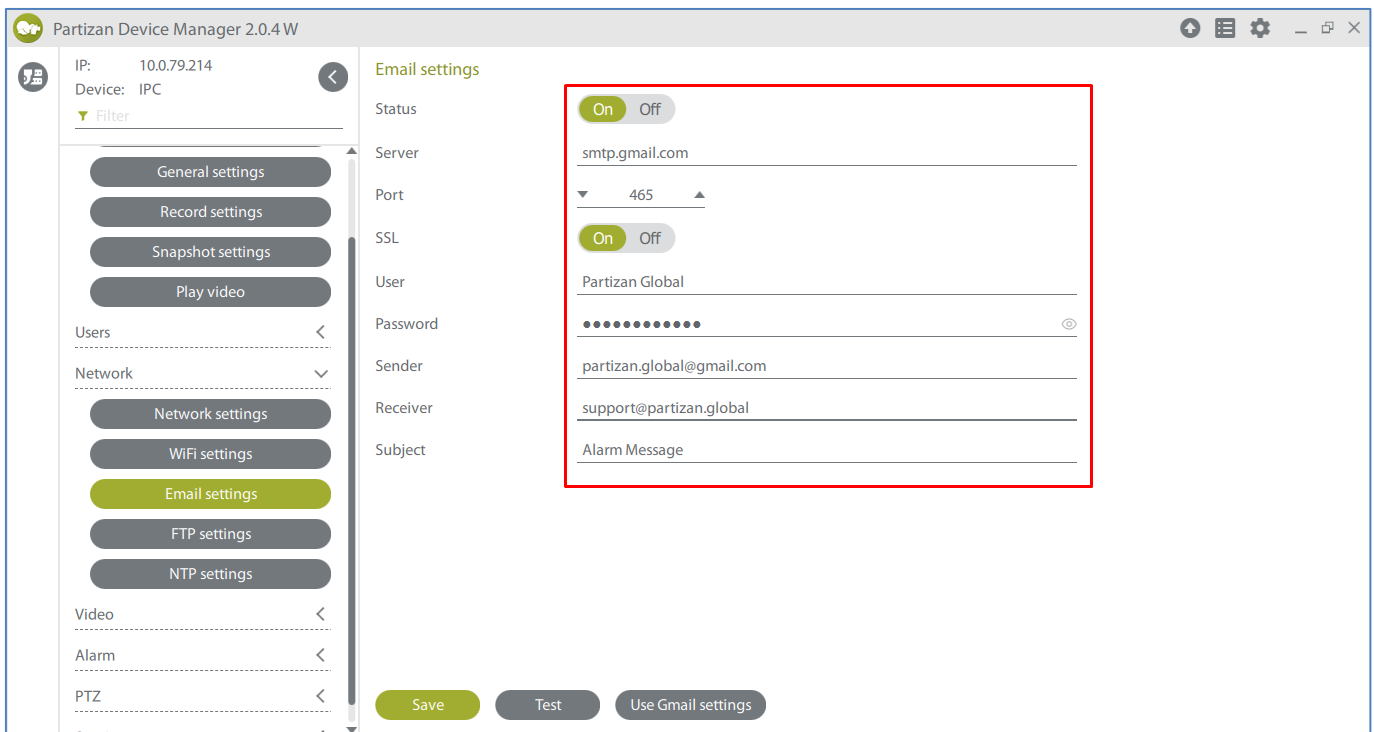 Partizan Device Manager 2.0.4 W
IP: 10.0.79.214
Device: IPC
Filter
General settings
Record settings
Snapshot settings
Play video
Users
Network
Network settings
WiFi settings
Email settings
FTP settings
NTP settings
Video
Alarm
PTZ
Email settings
Status On Off
Server smtp.gmail.com
Port 465
SSL On Off
User Partizan Global
Password ●●●●●●●●●●●●
Sender partizan.global@gmail.com
Receiver support@partizan.global
Subject Alarm Message
Save Test Use Gmail settings